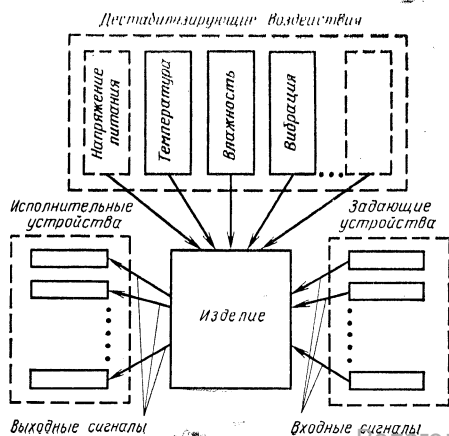 Дестабилизирующие воздействия
Напряжение
питания
Температура
Влажность
Вибрация
Исполнительные
устройства
Задающие
устройства
Изделие
Выходные сигналы
Входные сигналы